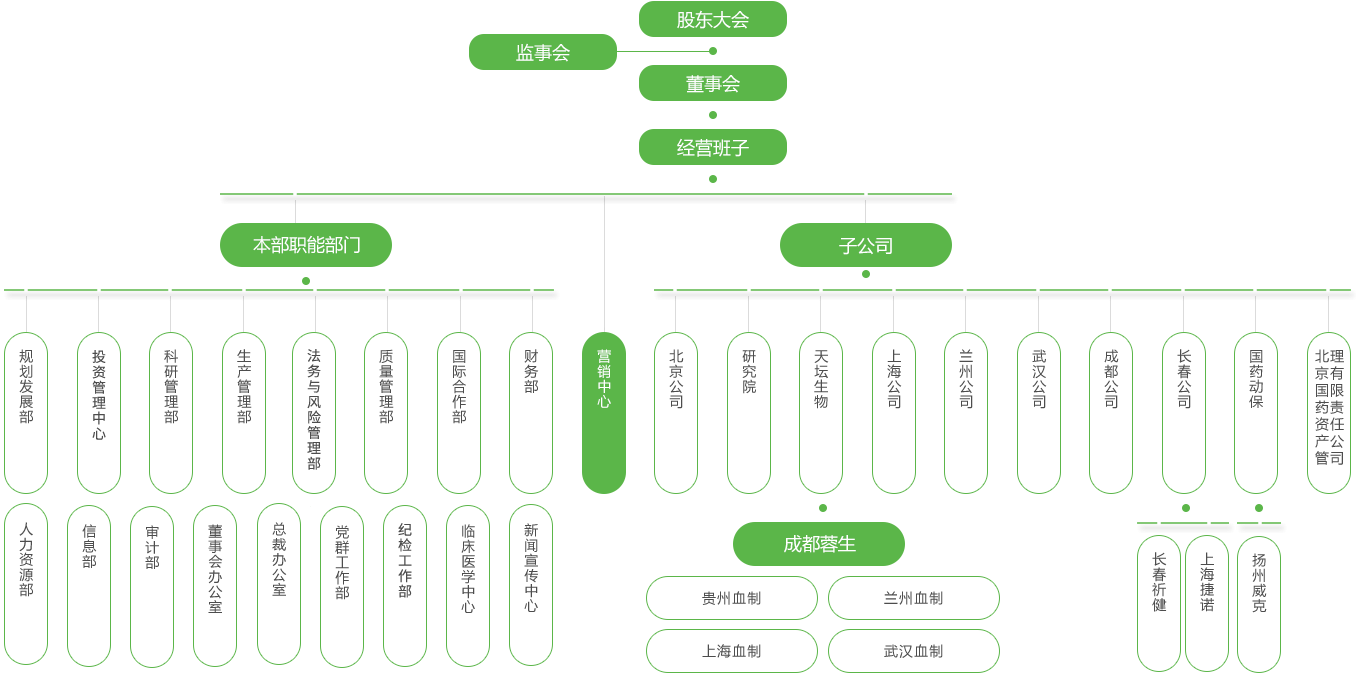 股东大会
监事会
董事会
经营班子
本部职能部门
子公司
规划发展部
投资管理中心
科研管理部
生产管理部
法务与风险管理部
质量管理部
国际合作部
财务部
营销中心
北京公司
研究院
天坛生物
上海公司
兰州公司
武汉公司
成都公司
长春公司
国药动保
北京国药资产管
理有限责任公司
人力资源部
信息部
审计部
董事会办公室
总裁办公室
党群工作部
纪检工作部
临床医学中心
新闻宣传中心
成都蓉生
贵州血制
兰州血制
上海血制
武汉血制
长春祈健
上海捷诺
扬州威克